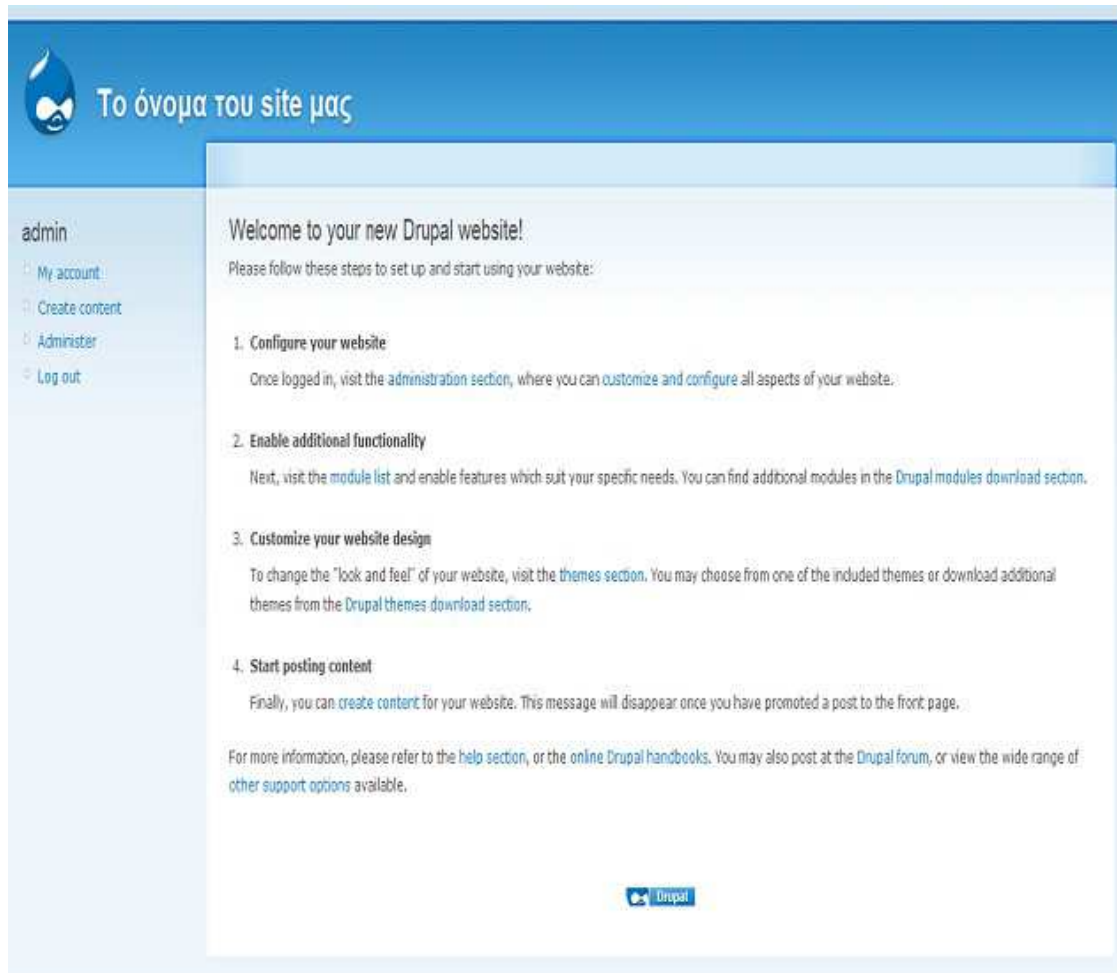 Το όνομα του site μας
admin
My account
Create content
Administer
Log out
Welcome to your new Drupal website!
Please follow these steps to set up and start using your website:
1. Configure your website
Once logged in, visit the administration section, where you can customize and configure all aspects of your website.
2. Enable additional functionality
Next, visit the module list and enable features which suit your specific needs. You can find additional modules in the Drupal modules download section.
3. Customize your website design
To change the "look and feel" of your website, visit the themes section. You may choose from one of the included themes or download additional
themes from the Drupal themes download section.
4. Start posting content
Finally, you can create content for your website. This message will disappear once you have promoted a post to the front page.
For more information, please refer to the help section, or the online Drupal handbooks. You may also post at the Drupal forum, or view the wide range of
other support options available.
Drupal